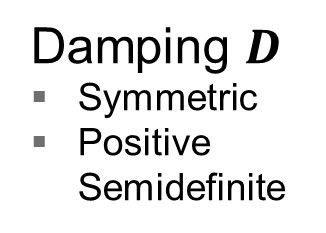 Damping D
▪ Symmetric
▪ Positive
Semidefinite